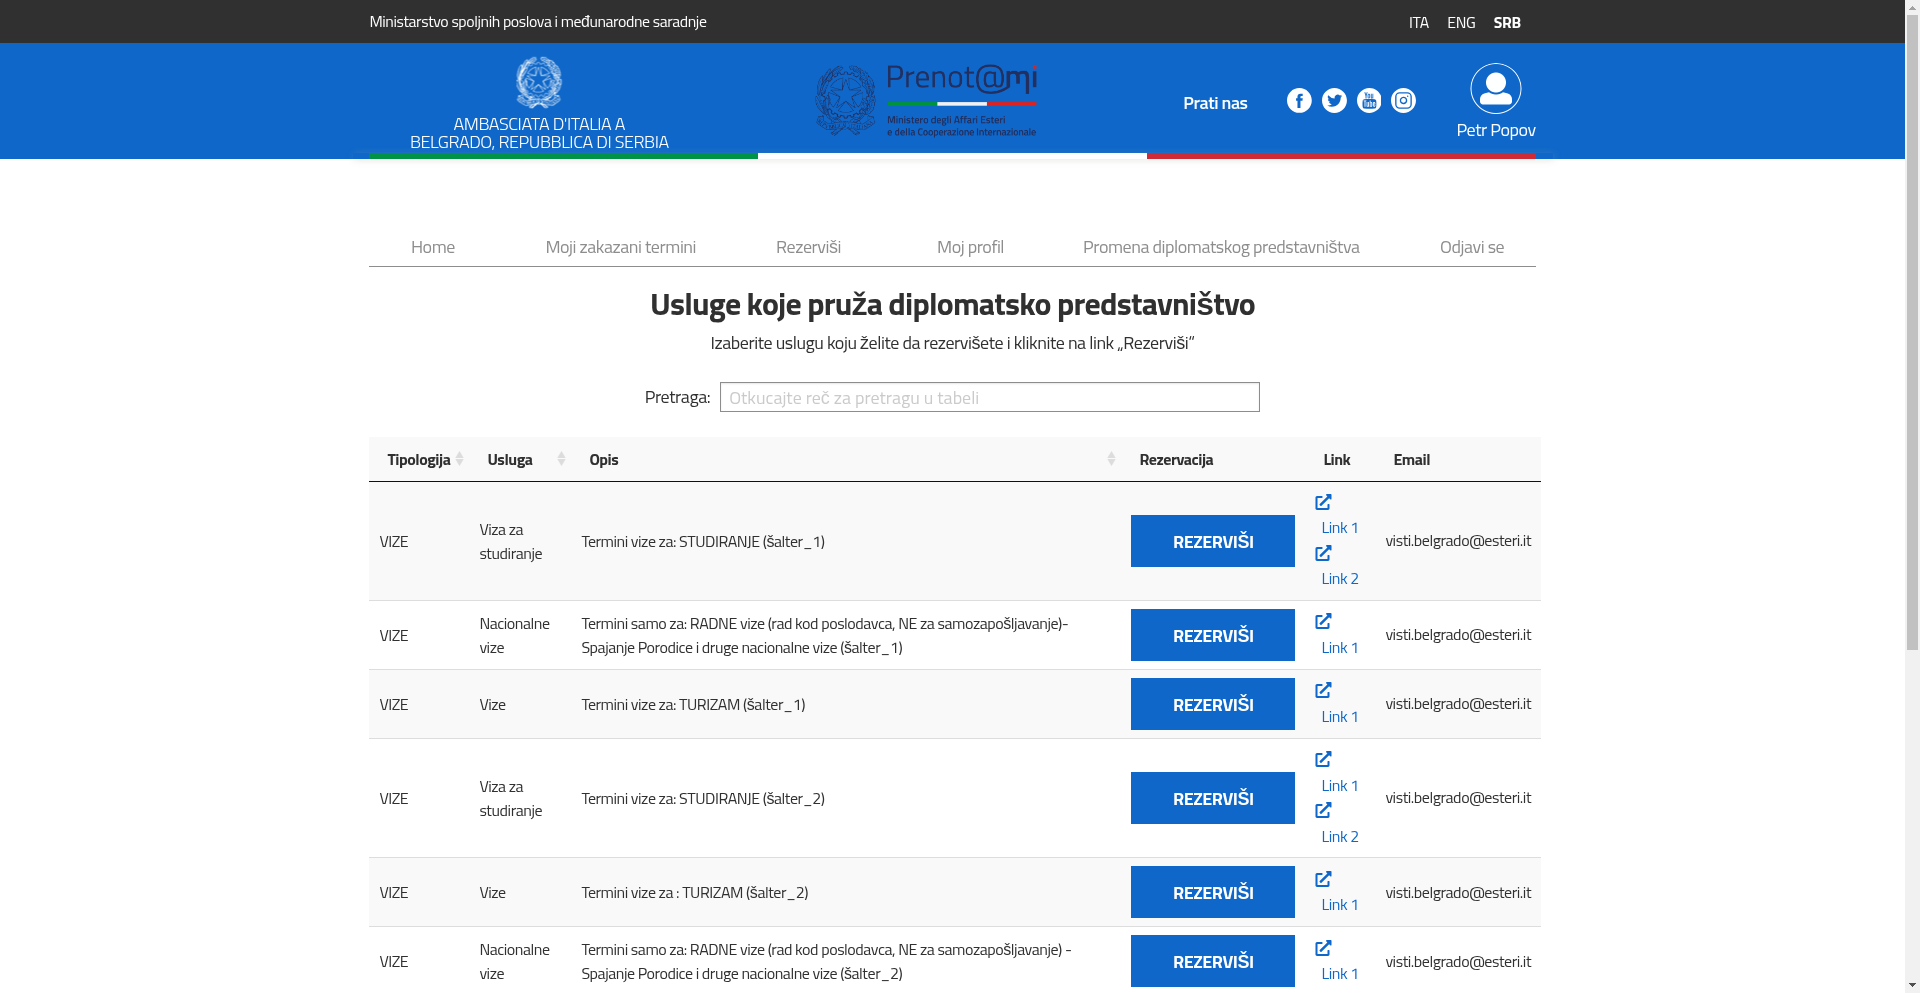 Ministarstvo spoljnih poslova i međunarodne saradnje
ITA ENG SRB
AMBASCIATA D'ITALIA A
BELGRADO, REPUBBLICA DI SERBIA
Prenot@mi
Ministero degli Affari Esteri
e della Cooperazione Internazionale
Prati nas
You Tube
Petr Popov
Home Moji zakazani termini Rezerviši Moj profil Promena diplomatskog predstavništva Odjavi se
Usluge koje pruža diplomatsko predstavništvo
Izaberite uslugu koju želite da rezervišete i kliknite na link „Rezerviši“
Pretraga: Otkucajte reč za pretragu u tabeli
Tipologija Usluga Opis Rezervacija Link Email
VIZE
Viza za
studiranje
Termini vize za: STUDIRANJE (šalter_1)
REZERVIŠI
Link 1
Link 2
visti.belgrado@esteri.it
VIZE
Nacionalne
vize
Termini samo za: RADNE vize (rad kod poslodavca, NE za samozapošljavanje)-
Spajanje Porodice i druge nacionalne vize (šalter_1)
REZERVIŠI
Link 1
visti.belgrado@esteri.it
VIZE
Vize
Termini vize za: TURIZAM (šalter_1)
REZERVIŠI
Link 1
visti.belgrado@esteri.it
VIZE
Viza za
studiranje
Termini vize za: STUDIRANJE (šalter_2)
REZERVIŠI
Link 1
Link 2
visti.belgrado@esteri.it
VIZE
Vize
Termini vize za : TURIZAM (šalter_2)
REZERVIŠI
Link 1
visti.belgrado@esteri.it
VIZE
Nacionalne
vize
Termini samo za: RADNE vize (rad kod poslodavca, NE za samozapošljavanje) -
Spajanje Porodice i druge nacionalne vize (šalter_2)
REZERVIŠI
Link 1
visti.belgrado@esteri.it